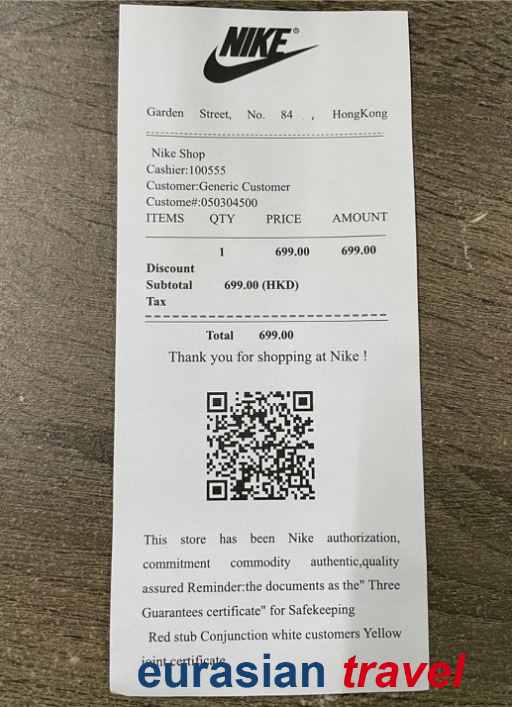 NIKE®
Garden Street, No. 84 , HongKong
Nike Shop
Cashier:100555
Customer:Generic Customer
Custome#:050304500
ITEMS QTY PRICE AMOUNT
1 699.00 699.00
Discount
Subtotal 699.00 (HKD)
Tax
Total 699.00
Thank you for shopping at Nike !
This store has been Nike authorization,
commitment commodity authentic,quality
assured Reminder:the documents as the" Three
Guarantees certificate" for Safekeeping
Red stub Conjunction white customers Yellow
joint certificate
eurasian travel